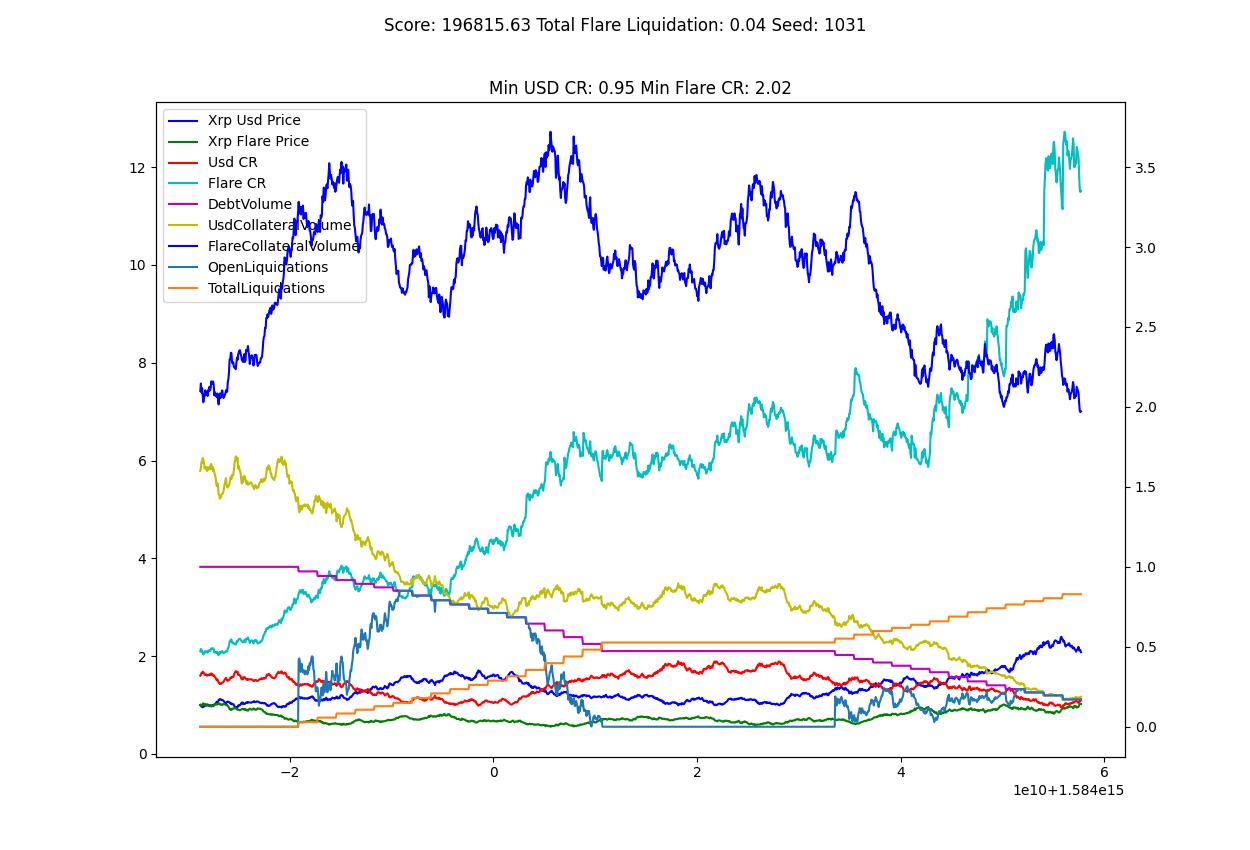 Score: 196815.63 Total Flare Liquidation: 0.04 Seed: 1031
Min USD CR: 0.95 Min Flare CR: 2.02
Xrp Usd Price
Xrp Flare Price
Usd CR
Flare CR
DebtVolume
UsdCollateralVolume
FlareCollateralVolume
OpenLiquidations
TotalLiquidations
12
10
8
6
4
2
0
3.5
3.0
2.5
2.0
1.5
1.0
0.5
0.0
−2
0
2
4
6
1e10+1.584e15